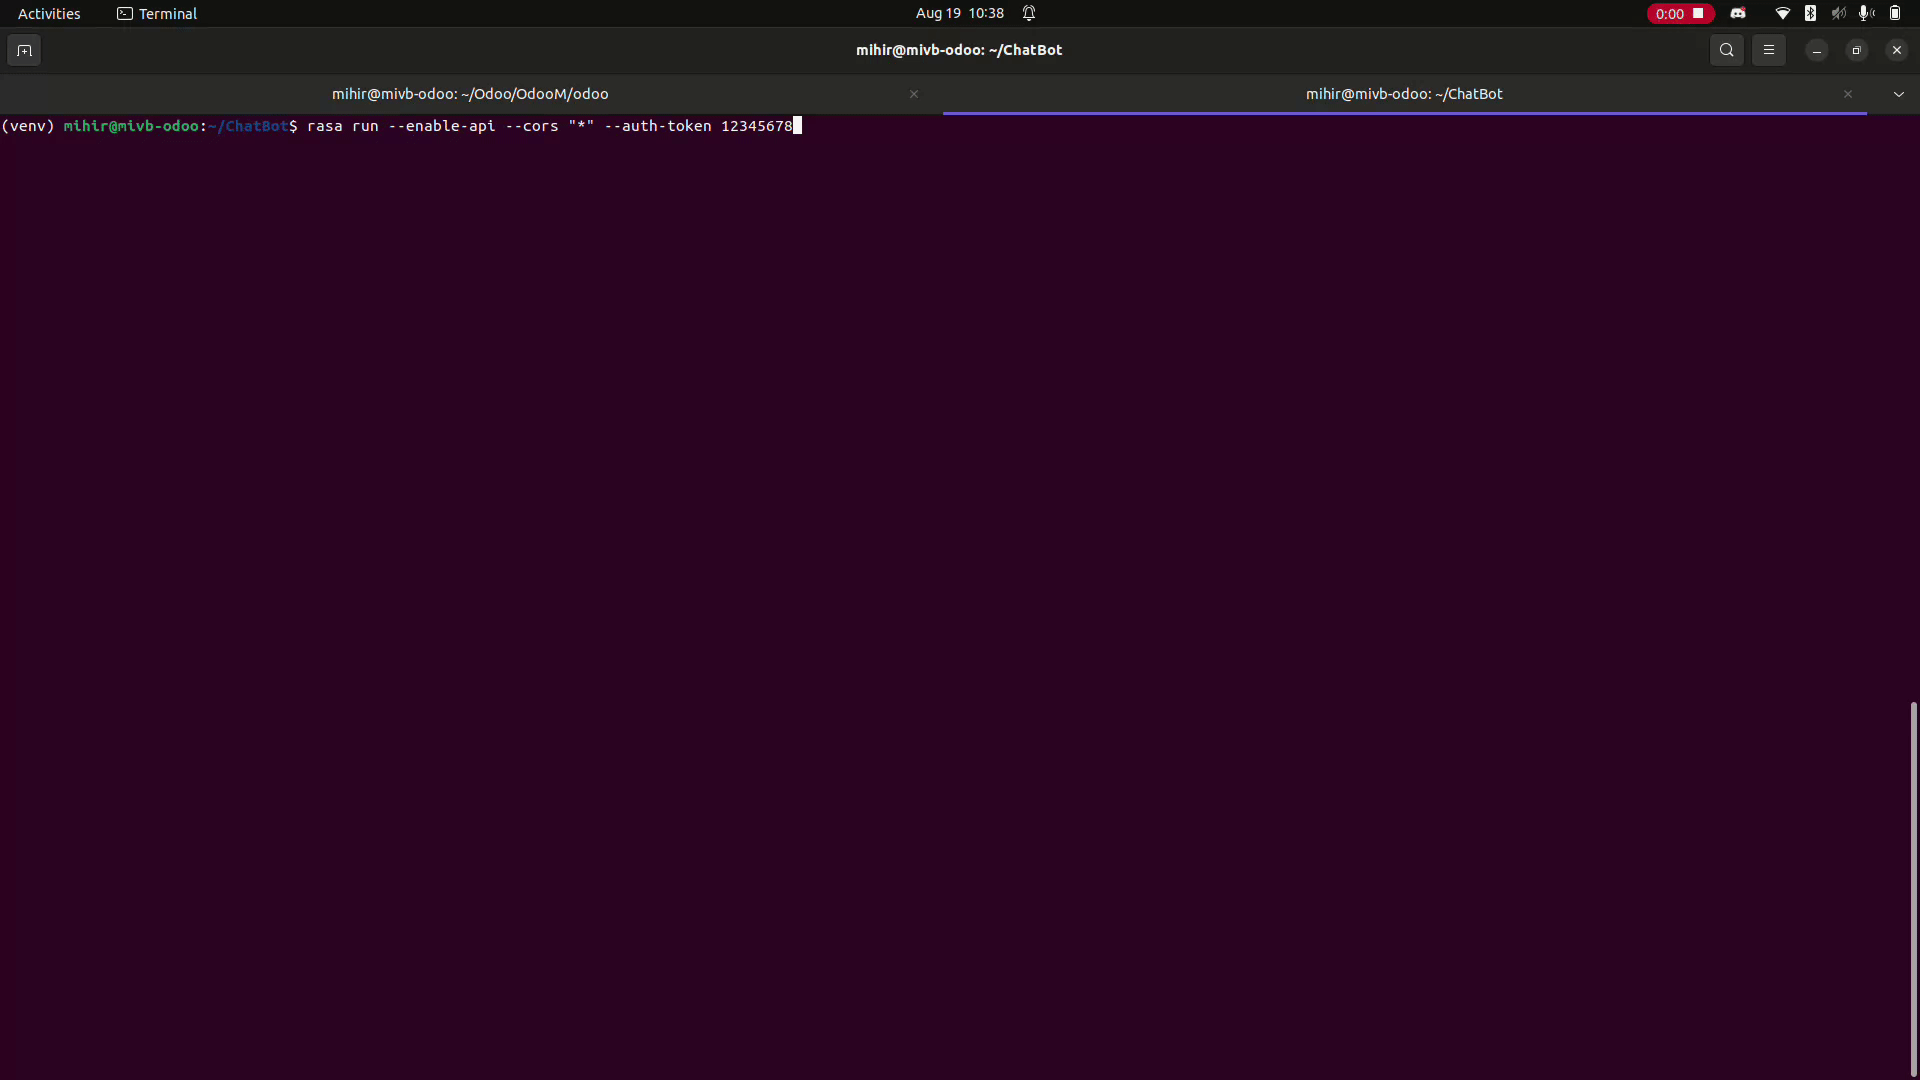 Activities Terminal Aug 19 10:38 0:00
mihir@mivb-odoo: ~/ChatBot
mihir@mivb-odoo: ~/Odoo/OdooM/odoo mihir@mivb-odoo: ~/ChatBot
(venv) mihir@mivb-odoo:~/ChatBot$ rasa run --enable-api --cors "*" --auth-token 12345678